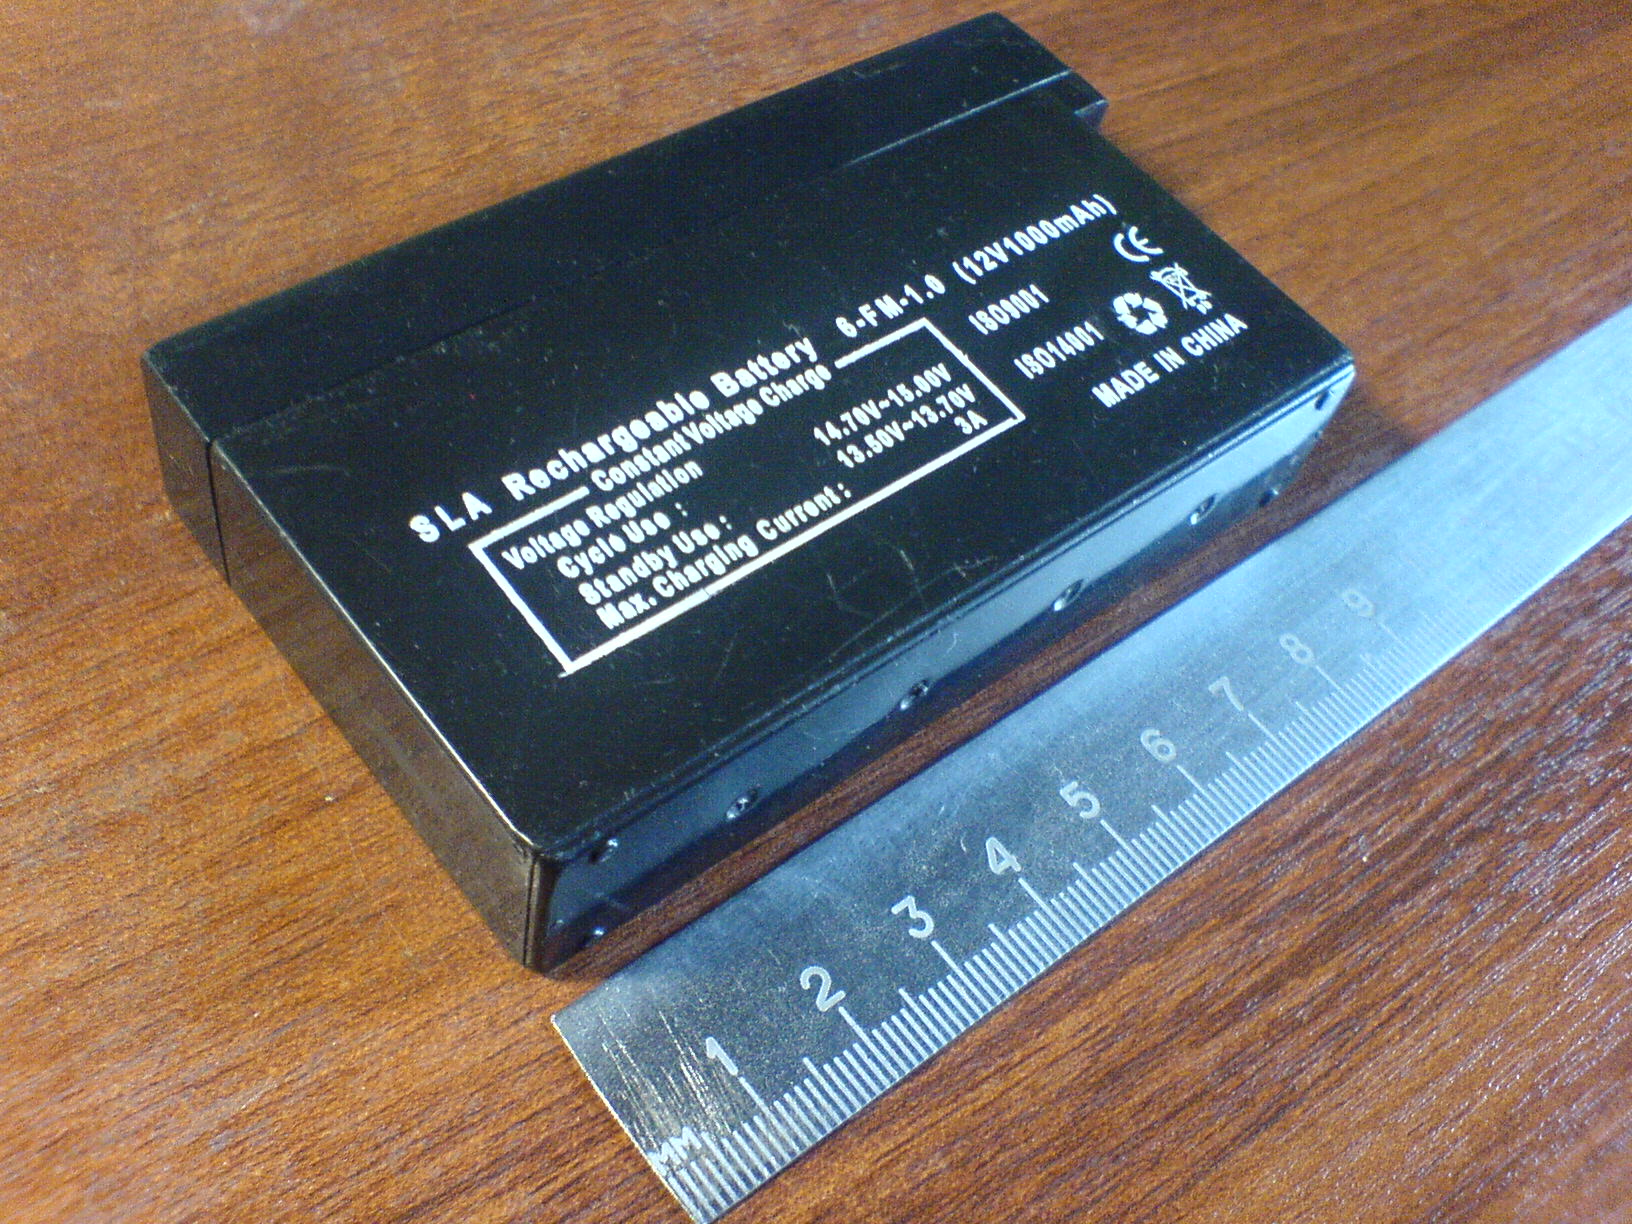 SLA Rechargeable Battery 6-FM-1.0 (12V1000mAh)
Constant Voltage Charge
Voltage Regulation
Cycle Use : 14.70V~15.00V
Standby Use : 13.50V~13.70V
Max. Charging Current : 3A
ISO9001 CE
ISO14001
MADE IN CHINA
MM 1 2 3 4 5 6 7 8 9